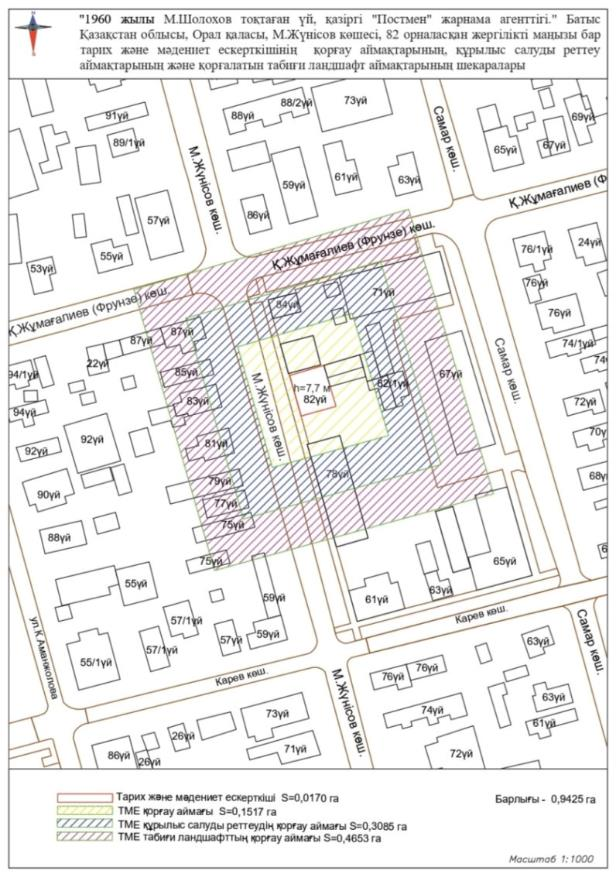 "1960 жылы М.Шолохов тоқтаған үй, қазіргі "Постмен" жарнама агенттігі." Батыс
Қазақстан облысы, Орал қаласы, М.Жүнісов көшесі, 82 орналасқан жергілікті маңызы бар
тарих және мәдениет ескерткішінің қорғау аймақтарының, құрылыс салуды реттеу
аймақтарының және қорғалатын табиғи ландшафт аймақтарының шекаралары
91үй
89/1үй
88үй
88/2үй
73үй
69үй
67үй
65үй
Самар көш.
М.Жүнісов көш.
59үй
61үй
63үй
57үй
86үй
55үй
53үй
Қ.Жұмағалиев (Фрунзе) көш.
Қ.Жұмағалиев (Фр
76/1үй
24үй
76үй
76үй
74/1үй
74
72үй
70ү
68ү
6
Қ.Жұмағалиев (Фрунзе) көш.
84үй
71үй
87үй
87үй
22үй
85үй
83үй
94/1үй
94үй
92үй
92үй
90үй
88үй
81үй
79үй
77үй
75үй
75үй
h=7,7 м
82үй
82/1үй
М.Жүнісов көш.
78үй
67үй
Самар көш.
65үй
63үй
61үй
55үй
59үй
59үй
57/1үй
57/1үй
57үй
55/1үй
ул.К.Аманжолова
Карев көш.
Карев көш.
М.Жүнісов көш.
Самар көш.
63үй
63үй
61үй
76үй
76үй
74үй
72үй
73үй
71үй
26үй
26үй
86үй
Тарих және мәдениет ескерткіші S=0,0170 га
Барлығы - 0,9425 га
ТМЕ қорғау аймағы S=0,1517 га
ТМЕ құрылыс салуды реттеудің қорғау аймағы S=0,3085 га
ТМЕ табиғи ландшафттың қорғау аймағы S=0,4653 га
Масштаб 1:1000